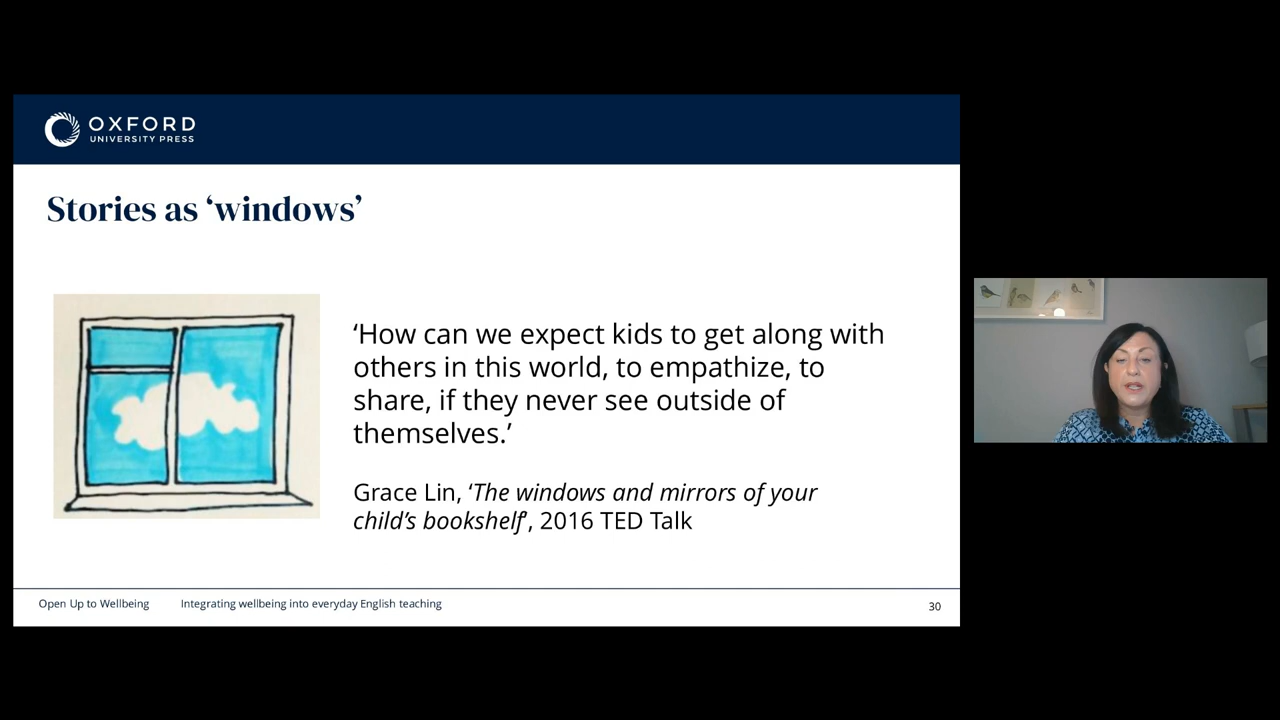 OXFORD
UNIVERSITY PRESS
Stories as ‘windows’
‘How can we expect kids to get along with
others in this world, to empathize, to
share, if they never see outside of
themselves.’
Grace Lin, ‘The windows and mirrors of your
child’s bookshelf’, 2016 TED Talk
Open Up to Wellbeing Integrating wellbeing into everyday English teaching 30